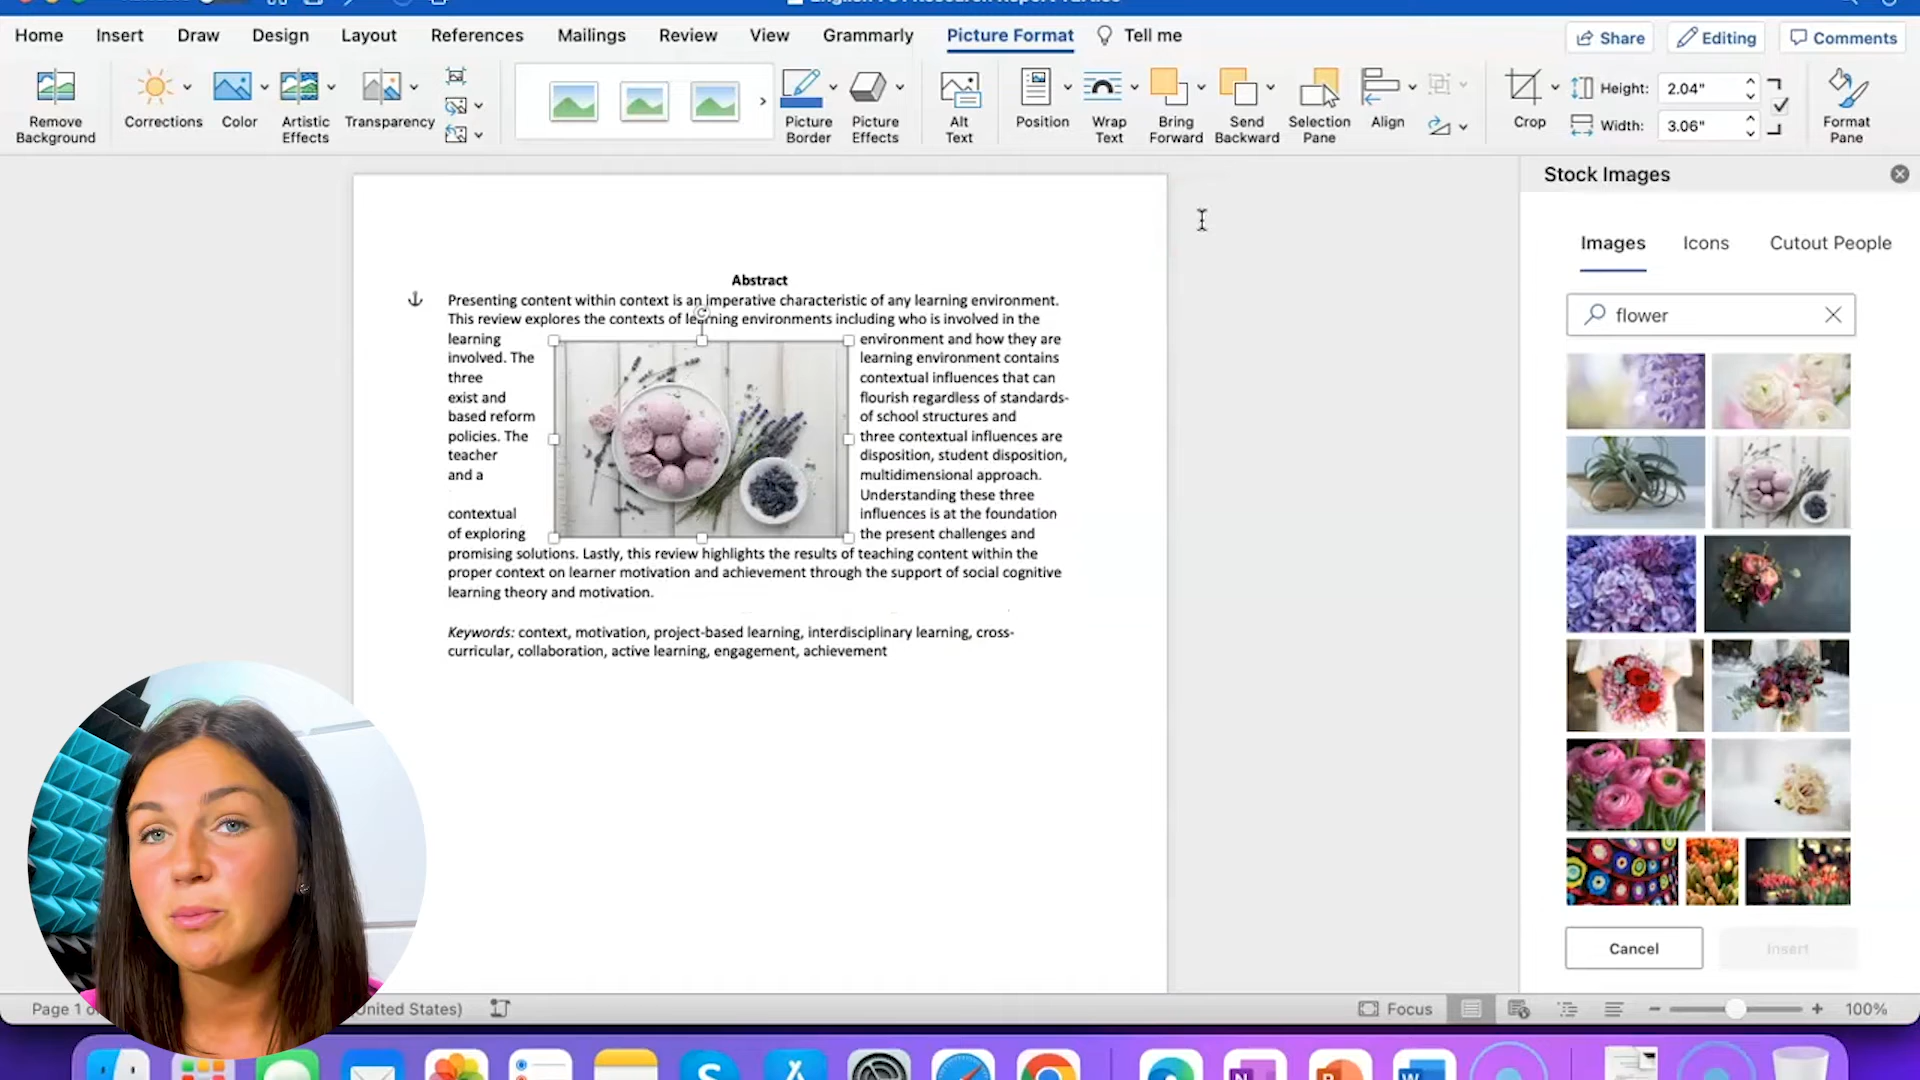 Home Insert Draw Design Layout References Mailings Review View Grammarly Picture Format Tell me
Share Editing Comments
Remove Background
Corrections
Color
Artistic Effects
Transparency
Picture Border
Picture Effects
Alt Text
Position
Wrap Text
Bring Forward
Send Backward
Selection Pane
Align
Crop
Height: 2.04"
Width: 3.06"
Format Pane
Abstract
Presenting content within context is an imperative characteristic of any learning environment.
This review explores the contexts of learning environments including who is involved in the
learning environment and how they are
involved. The learning environment contains
three contextual influences that can
exist and flourish regardless of standards-
based reform of school structures and
policies. The three contextual influences are
teacher disposition, student disposition,
and a multidimensional approach.
Understanding these three
contextual influences is at the foundation
of exploring the present challenges and
promising solutions. Lastly, this review highlights the results of teaching content within the
proper context on learner motivation and achievement through the support of social cognitive
learning theory and motivation.
Keywords: context, motivation, project-based learning, interdisciplinary learning, cross-
curricular, collaboration, active learning, engagement, achievement
Stock Images
Images Icons Cutout People
flower
Cancel Insert
Page 1 United States) Focus 100%